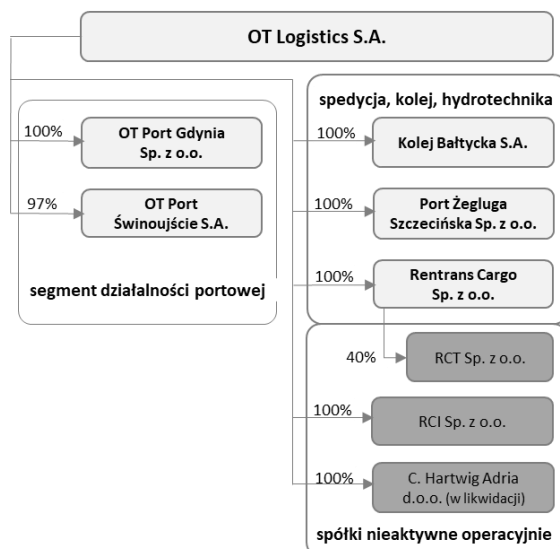 OT Logistics S.A.
100%
OT Port Gdynia
Sp. z o.o.
97%
OT Port
Świnoujście S.A.
segment działalności portowej
spedycja, kolej, hydrotechnika
100%
Kolej Bałtycka S.A.
100%
Port Żegluga
Szczecińska Sp. z o.o.
100%
Rentrans Cargo
Sp. z o.o.
40%
RCT Sp. z o.o.
100%
RCI Sp. z o.o.
100%
C. Hartwig Adria
d.o.o. (w likwidacji)
spółki nieaktywne operacyjnie